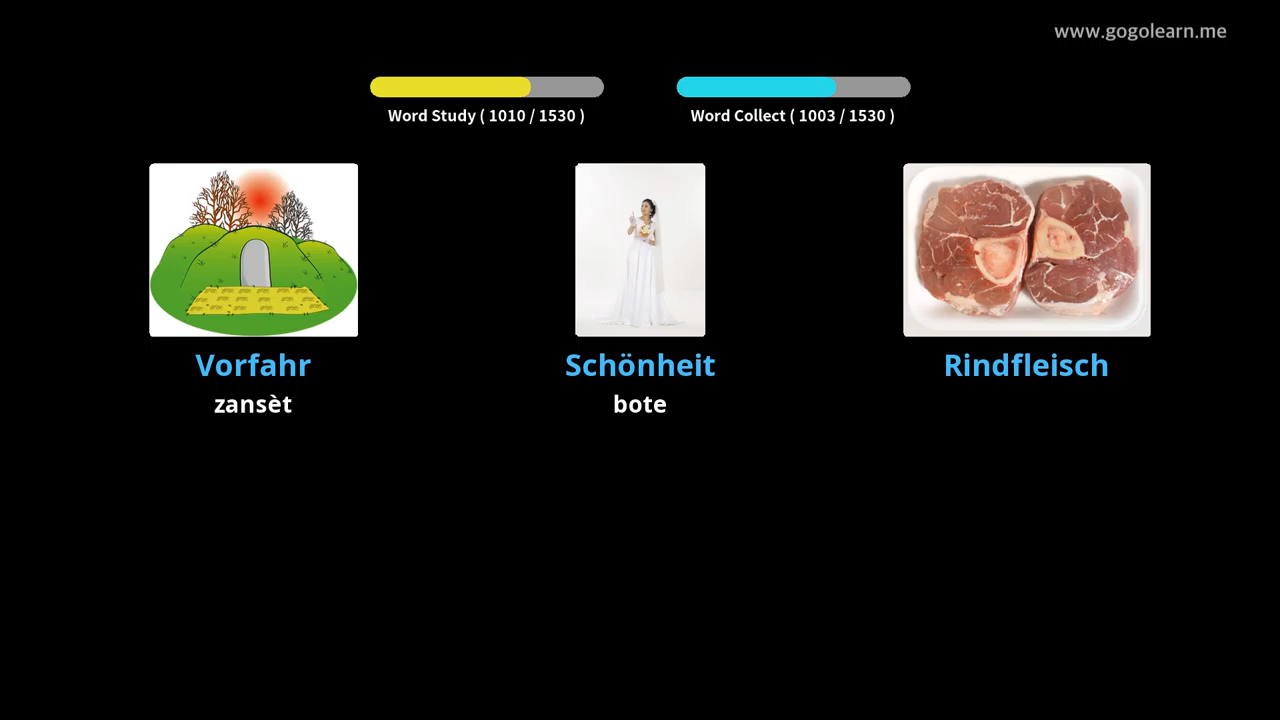 www.gogolearn.me
Word Study ( 1010 / 1530 )
Word Collect ( 1003 / 1530 )
Vorfahr
zansèt
Schönheit
bote
Rindfleisch